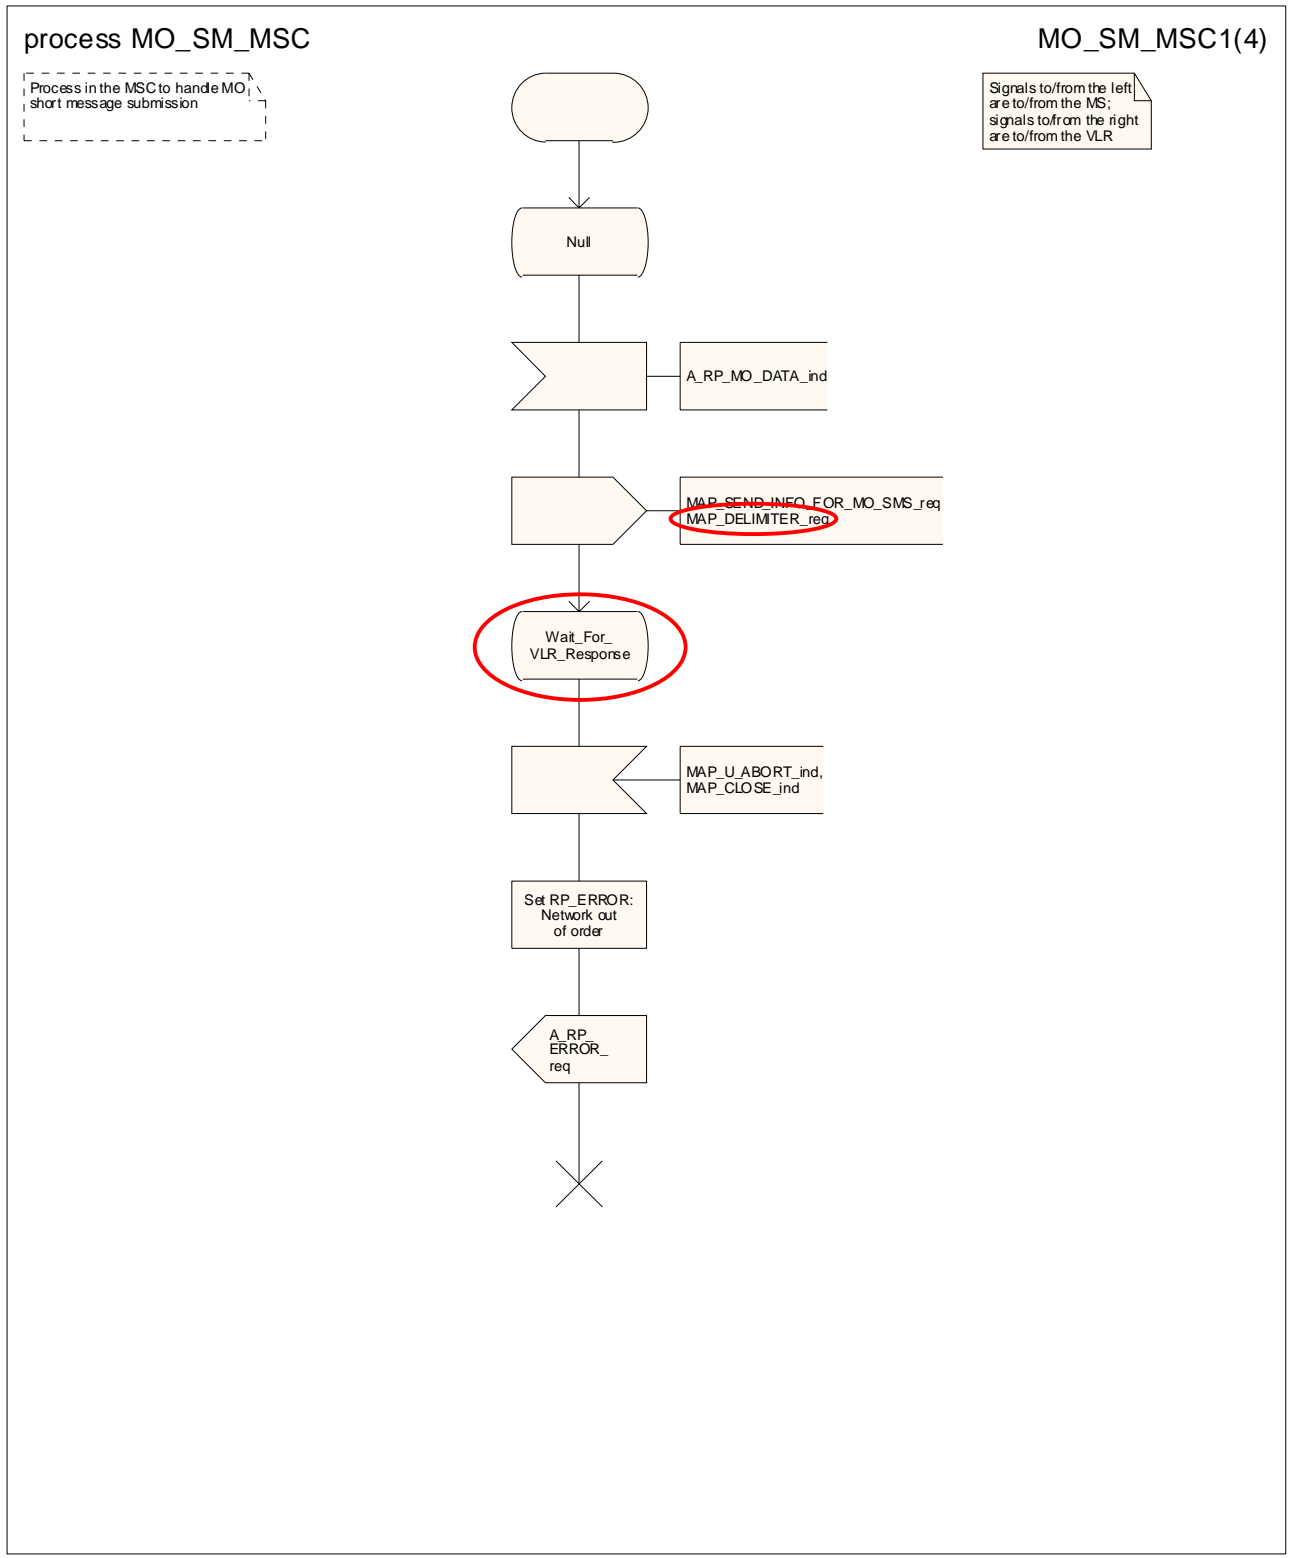 process MO_SM_MSC
MO_SM_MSC1(4)
Process in the MSC to handle MO
short message submission
Signals to/from the left
are to/from the MS;
signals to/from the right
are to/from the VLR
Null
A_RP_MO_DATA_ind
MAP_SEND_INFO_FOR_MO_SMS_req
MAP_DELIMITER_req
Wait_For_
VLR_Response
MAP_U_ABORT_ind,
MAP_CLOSE_ind
Set RP_ERROR:
Network out
of order
A_RP_
ERROR_
req